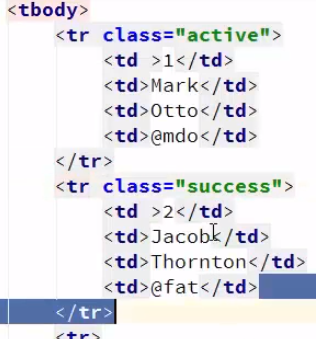 <tbody>
<tr class="active">
<td >1</td>
<td>Mark</td>
<td>Otto</td>
<td>@mdo</td>
</tr>
<tr class="success">
<td >2</td>
<td>Jacob</td>
<td>Thornton</td>
<td>@fat</td>
</tr>
<tr>